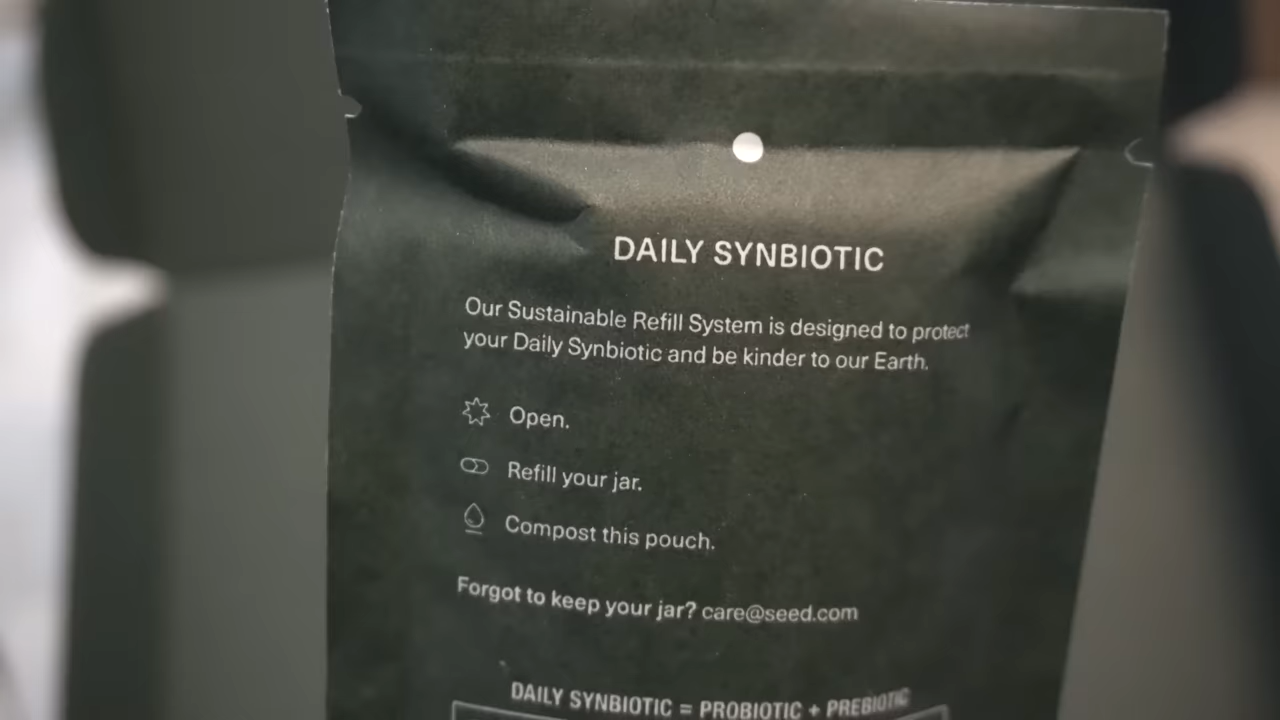 DAILY SYNBIOTIC
Our Sustainable Refill System is designed to protect
your Daily Synbiotic and be kinder to our Earth.
Open.
Refill your jar.
Compost this pouch.
Forgot to keep your jar? care@seed.com
DAILY SYNBIOTIC = PROBIOTIC + PREBIOTIC